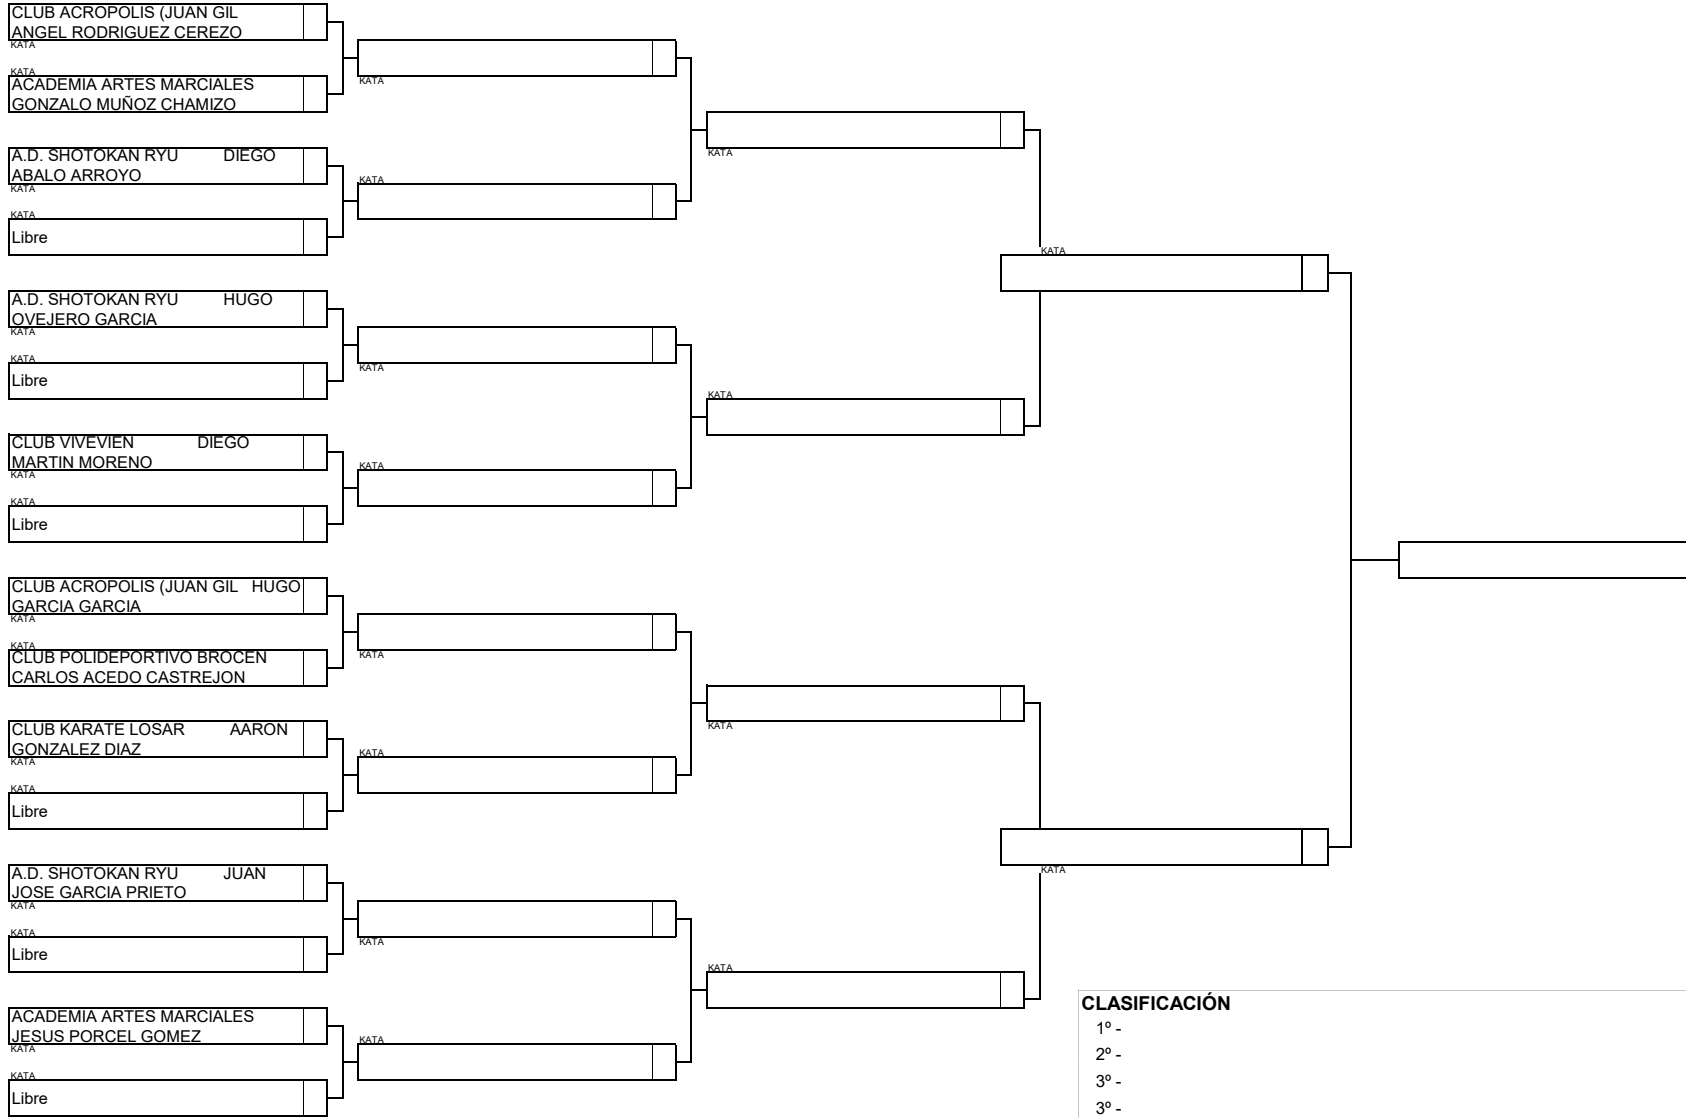 CLUB ACROPOLIS (JUAN GIL
ANGEL RODRIGUEZ CEREZO
KATA
KATA
ACADEMIA ARTES MARCIALES
GONZALO MUÑOZ CHAMIZO
A.D. SHOTOKAN RYU DIEGO
ABALO ARROYO
KATA
KATA
Libre
A.D. SHOTOKAN RYU HUGO
OVEJERO GARCIA
KATA
KATA
Libre
CLUB VIVEVIEN DIEGO
MARTIN MORENO
KATA
KATA
Libre
CLUB ACROPOLIS (JUAN GIL HUGO
GARCIA GARCIA
KATA
KATA
CLUB POLIDEPORTIVO BROCEN
CARLOS ACEDO CASTREJON
CLUB KARATE LOSAR AARON
GONZALEZ DIAZ
KATA
KATA
Libre
A.D. SHOTOKAN RYU JUAN
JOSE GARCIA PRIETO
KATA
KATA
Libre
ACADEMIA ARTES MARCIALES
JESUS PORCEL GOMEZ
KATA
KATA
Libre
KATA
KATA
KATA
KATA
KATA
KATA
KATA
KATA
KATA
KATA
KATA
KATA
KATA
KATA
CLASIFICACIÓN
1º -
2º -
3º -
3º -